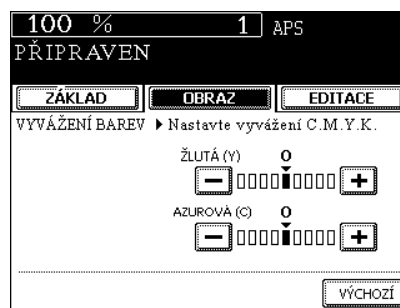 100 % 1 APS
PŘIPRAVEN
ZÁKLAD OBRAZ EDITACE
VYVÁŽENÍ BAREV ▶ Nastavte vyvážení C.M.Y.K.
ŽLUTÁ (Y) 0
− +
AZUROVÁ (C) 0
− +
VÝCHOZÍ